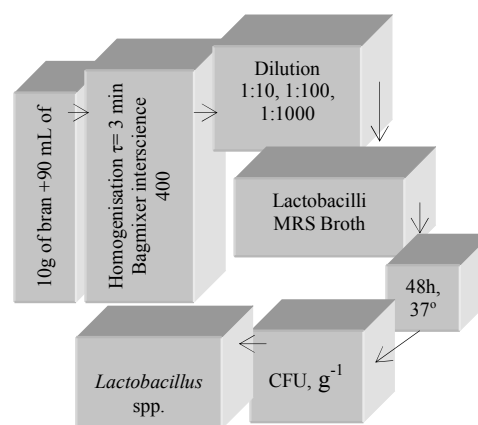 10g of bran +90 mL of
Homogenisation τ= 3 min
Bagmixer interscience
400
Dilution
1:10, 1:100,
1:1000
Lactobacilli
MRS Broth
48h,
37º
CFU, g⁻¹
Lactobacillus
spp.